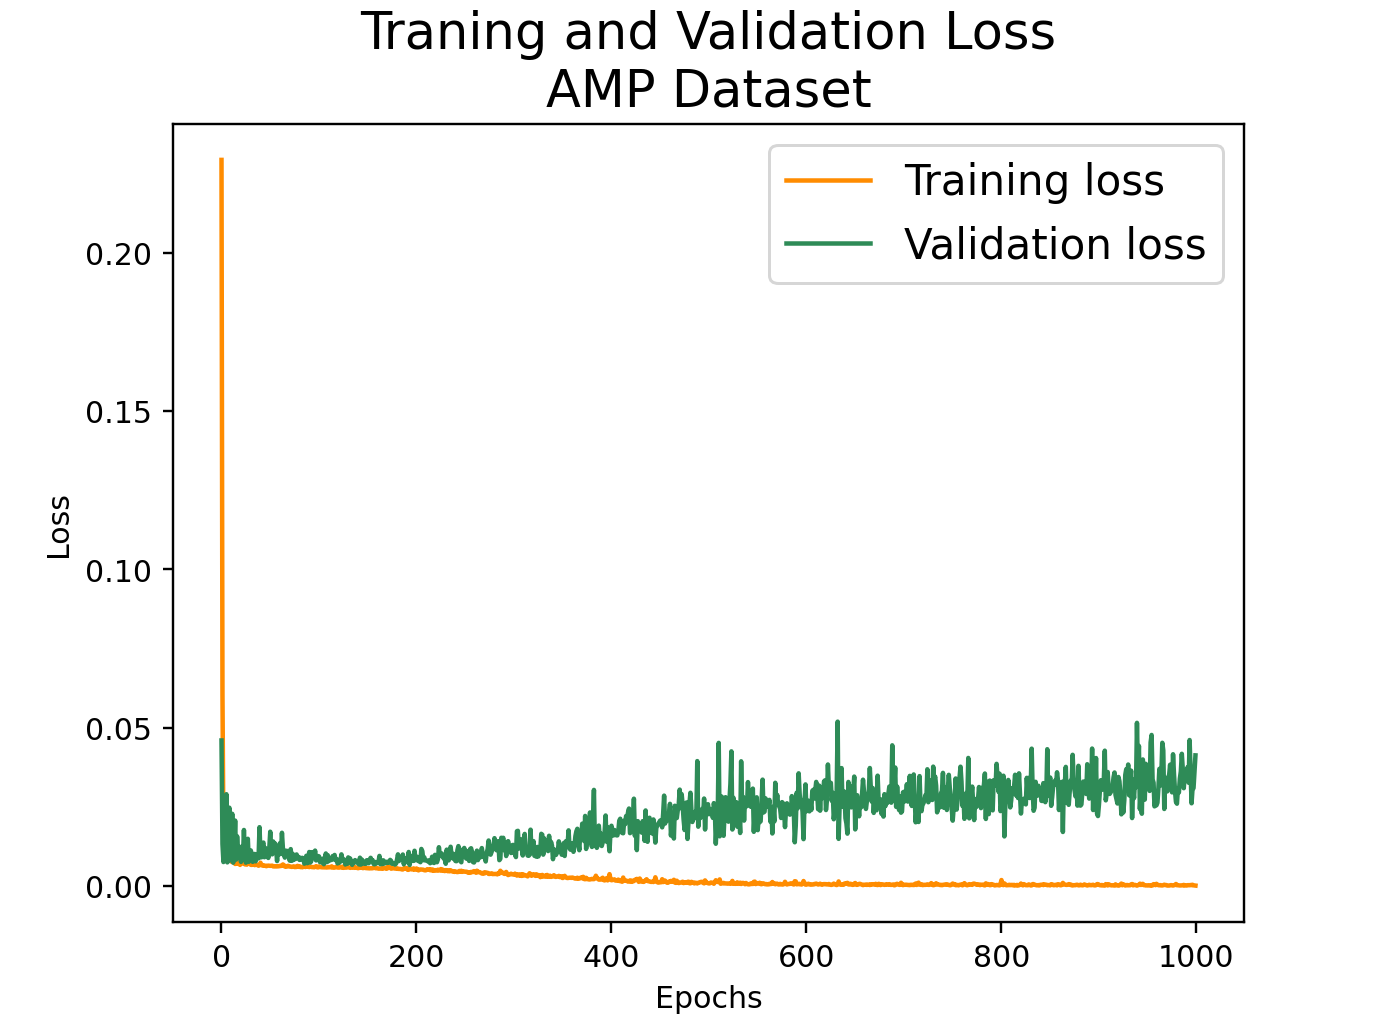 Traning and Validation Loss
AMP Dataset
Training loss
Validation loss
0.20
0.15
0.10
0.05
0.00
Loss
0 200 400 600 800 1000
Epochs